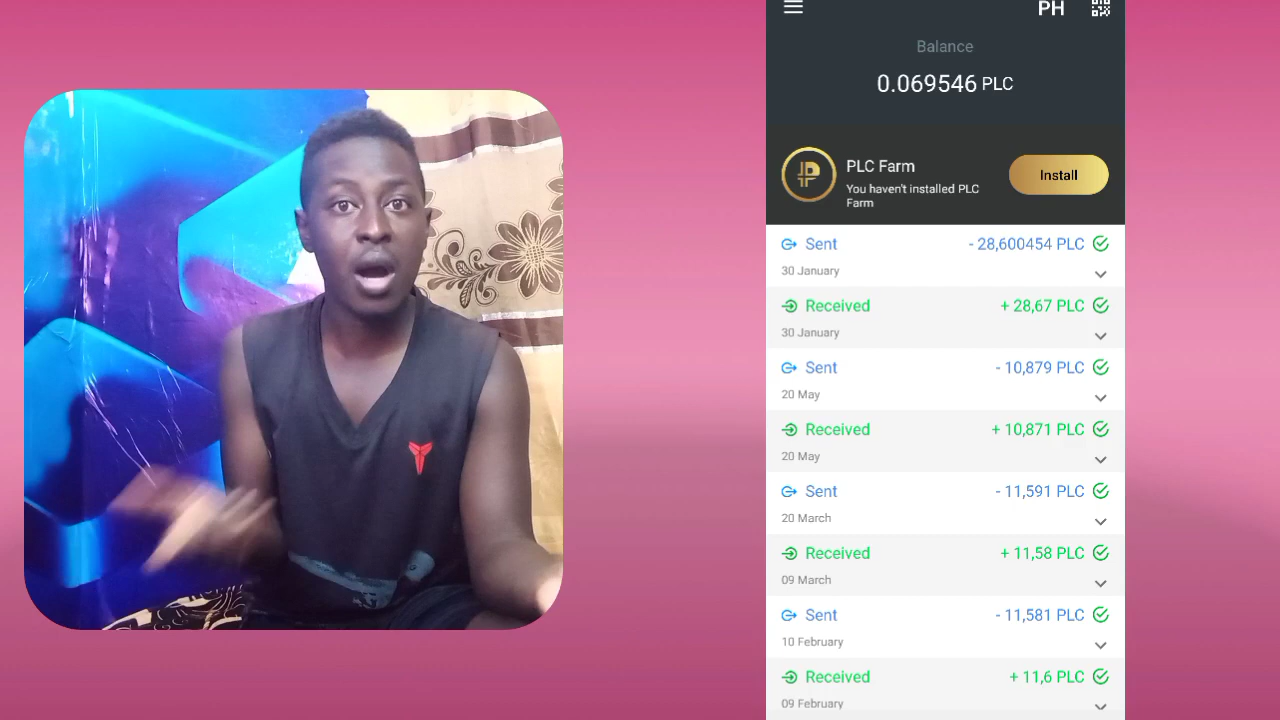 PH
Balance
0.069546 PLC
PLC Farm
You haven't installed PLC
Farm
Install
Sent - 28,600454 PLC
30 January
Received + 28,67 PLC
30 January
Sent - 10,879 PLC
20 May
Received + 10,871 PLC
20 May
Sent - 11,591 PLC
20 March
Received + 11,58 PLC
09 March
Sent - 11,581 PLC
10 February
Received + 11,6 PLC
09 February